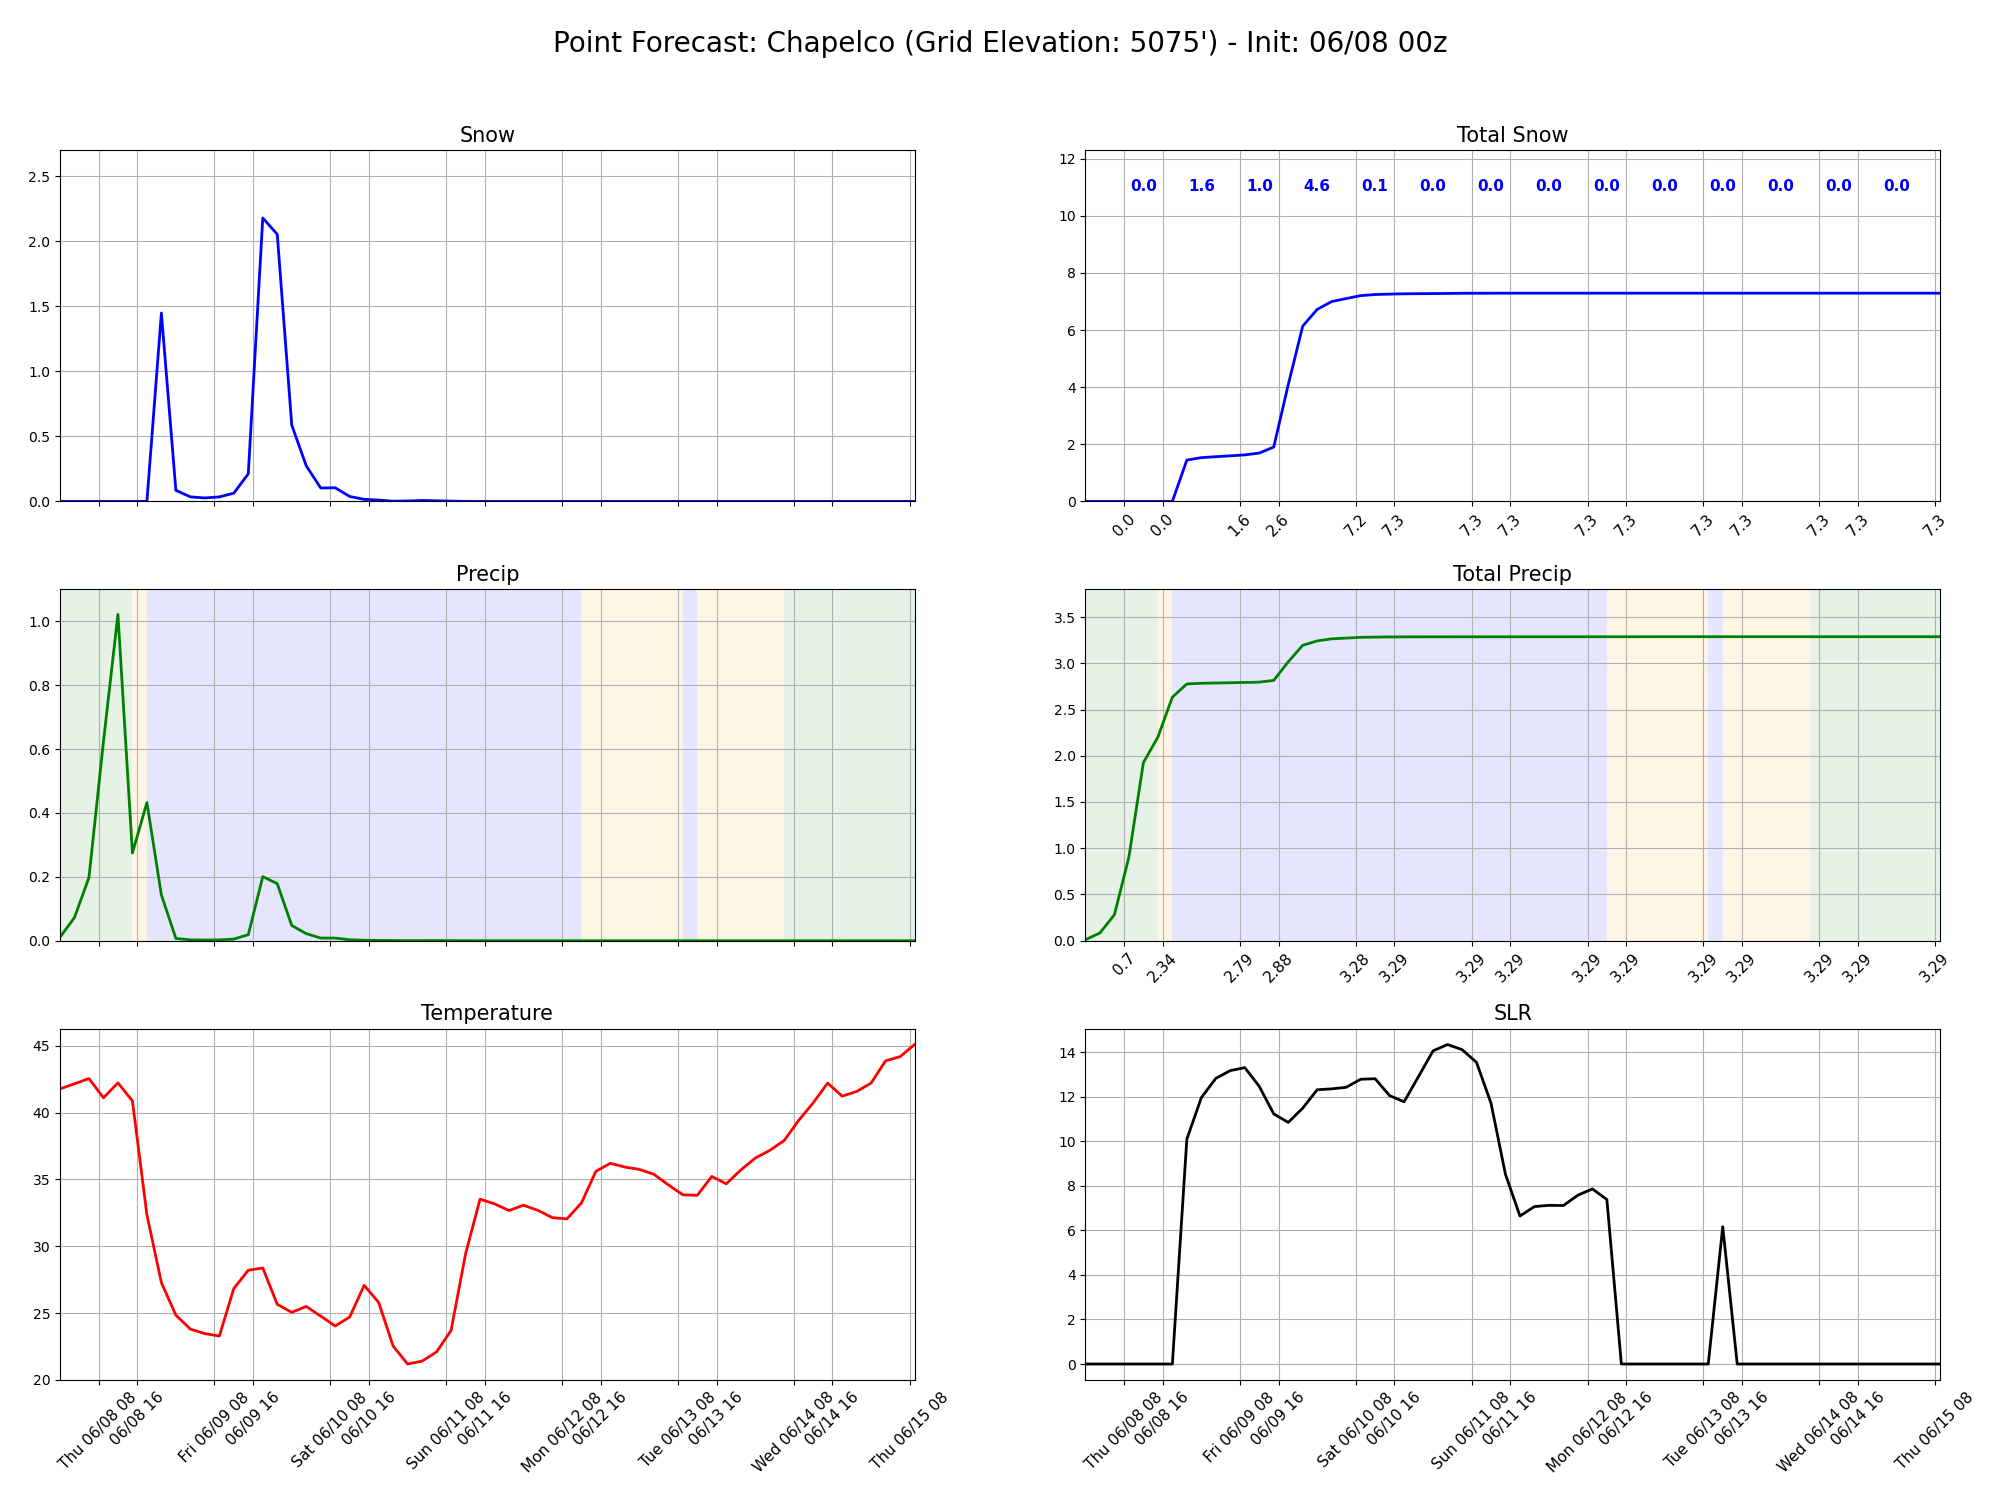 Point Forecast: Chapelco (Grid Elevation: 5075') - Init: 06/08 00z
Snow
2.5
2.0
1.5
1.0
0.5
0.0
Total Snow
12
10
8
6
4
2
0
0.0 1.6 1.0 4.6 0.1 0.0 0.0 0.0 0.0 0.0 0.0 0.0 0.0 0.0
0.0 0.0 1.6 2.6 7.2 7.3 7.3 7.3 7.3 7.3 7.3 7.3 7.3 7.3 7.3
Precip
1.0
0.8
0.6
0.4
0.2
0.0
Total Precip
3.5
3.0
2.5
2.0
1.5
1.0
0.5
0.0
0.7 2.34 2.79 2.88 3.28 3.29 3.29 3.29 3.29 3.29 3.29 3.29 3.29 3.29 3.29
Temperature
45
40
35
30
25
20
Thu 06/08 08
06/08 16
Fri 06/09 08
06/09 16
Sat 06/10 08
06/10 16
Sun 06/11 08
06/11 16
Mon 06/12 08
06/12 16
Tue 06/13 08
06/13 16
Wed 06/14 08
06/14 16
Thu 06/15 08
SLR
14
12
10
8
6
4
2
0
Thu 06/08 08
06/08 16
Fri 06/09 08
06/09 16
Sat 06/10 08
06/10 16
Sun 06/11 08
06/11 16
Mon 06/12 08
06/12 16
Tue 06/13 08
06/13 16
Wed 06/14 08
06/14 16
Thu 06/15 08